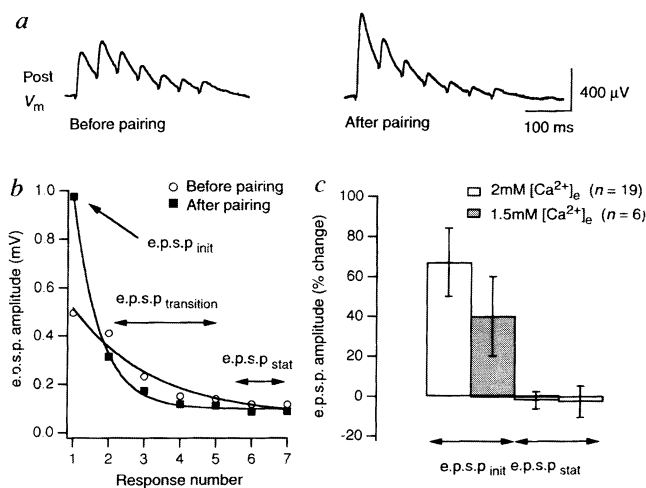 a
Post
Vm
Before pairing
After pairing
400 μV
100 ms
b
○ Before pairing
■ After pairing
e.p.s.p. amplitude (mV)
1.0
0.8
0.6
0.4
0.2
0.0
e.p.s.p init
e.p.s.p transition
e.p.s.p stat
1 2 3 4 5 6 7
Response number
c
2mM [Ca2+]e (n = 19)
1.5mM [Ca2+]e (n = 6)
e.p.s.p. amplitude (% change)
100
80
60
40
20
0
-20
e.p.s.p init e.p.s.p stat